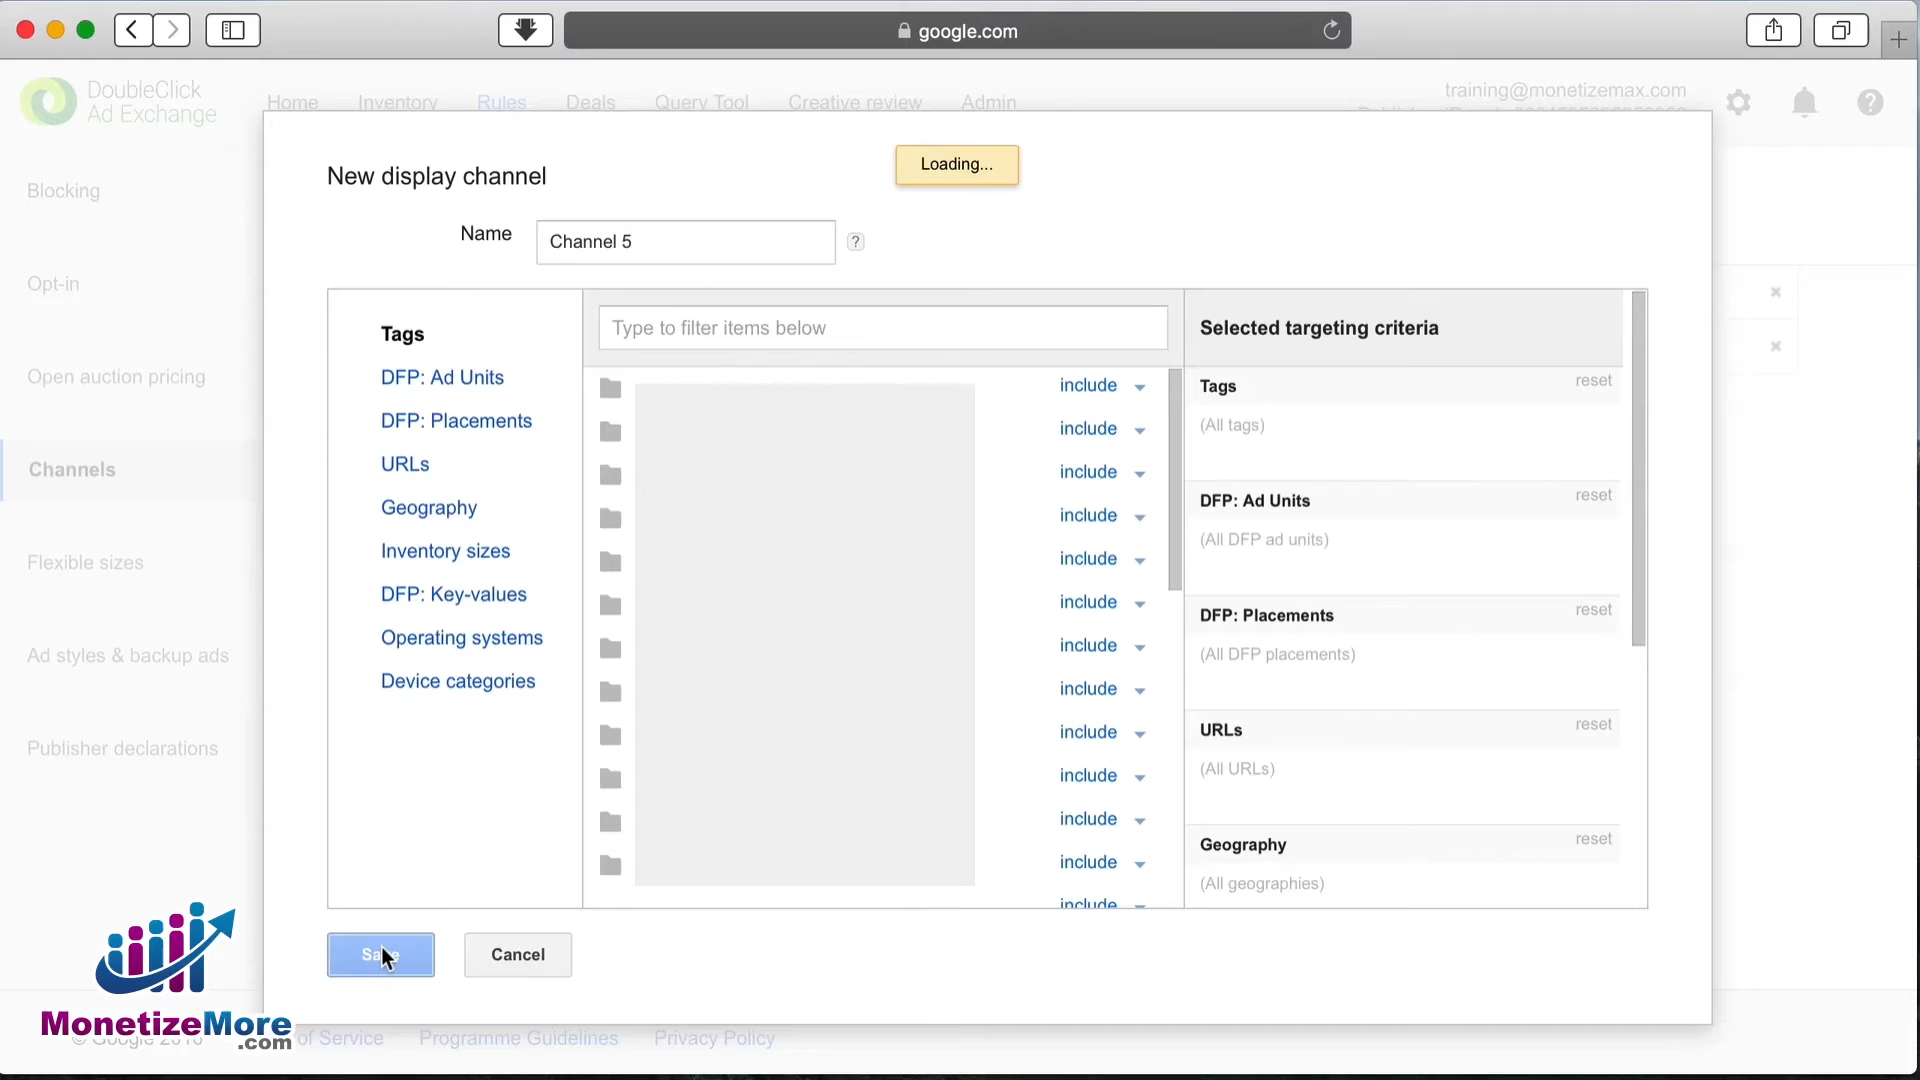 google.com
DoubleClick
Ad Exchange
Home
Inventory
Rules
Deals
Query Tool
Creative review
Admin
training@monetizemax.com
Blocking
Opt-in
Open auction pricing
Channels
Flexible sizes
Ad styles & backup ads
Publisher declarations
Loading...
New display channel
Name
Channel 5
?
Tags
DFP: Ad Units
DFP: Placements
URLs
Geography
Inventory sizes
DFP: Key-values
Operating systems
Device categories
Type to filter items below
include
include
include
include
include
include
include
include
include
include
include
include
include
Selected targeting criteria
Tags
reset
(All tags)
DFP: Ad Units
reset
(All DFP ad units)
DFP: Placements
reset
(All DFP placements)
URLs
reset
(All URLs)
Geography
reset
(All geographies)
Save
Cancel
MonetizeMore
.com
© Google
of Service
Programme Guidelines
Privacy Policy